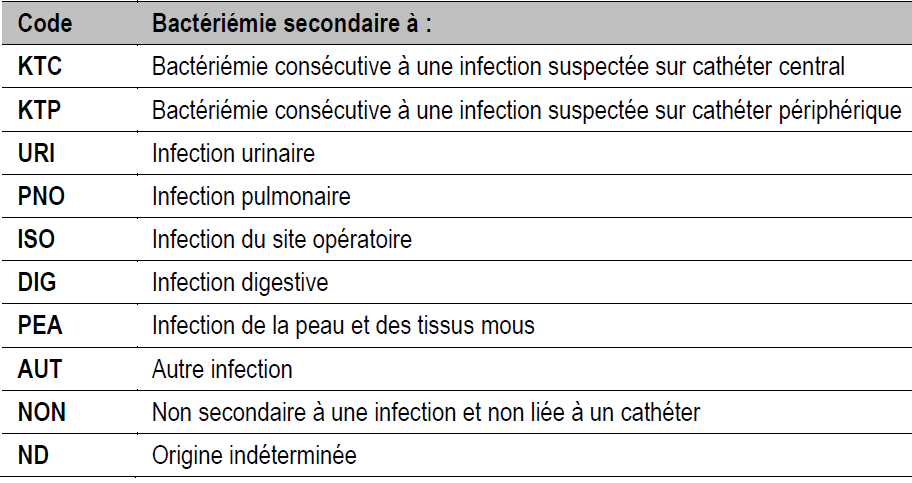 Code Bactériémie secondaire à :
KTC Bactériémie consécutive à une infection suspectée sur cathéter central
KTP Bactériémie consécutive à une infection suspectée sur cathéter périphérique
URI Infection urinaire
PNO Infection pulmonaire
ISO Infection du site opératoire
DIG Infection digestive
PEA Infection de la peau et des tissus mous
AUT Autre infection
NON Non secondaire à une infection et non liée à un cathéter
ND Origine indéterminée